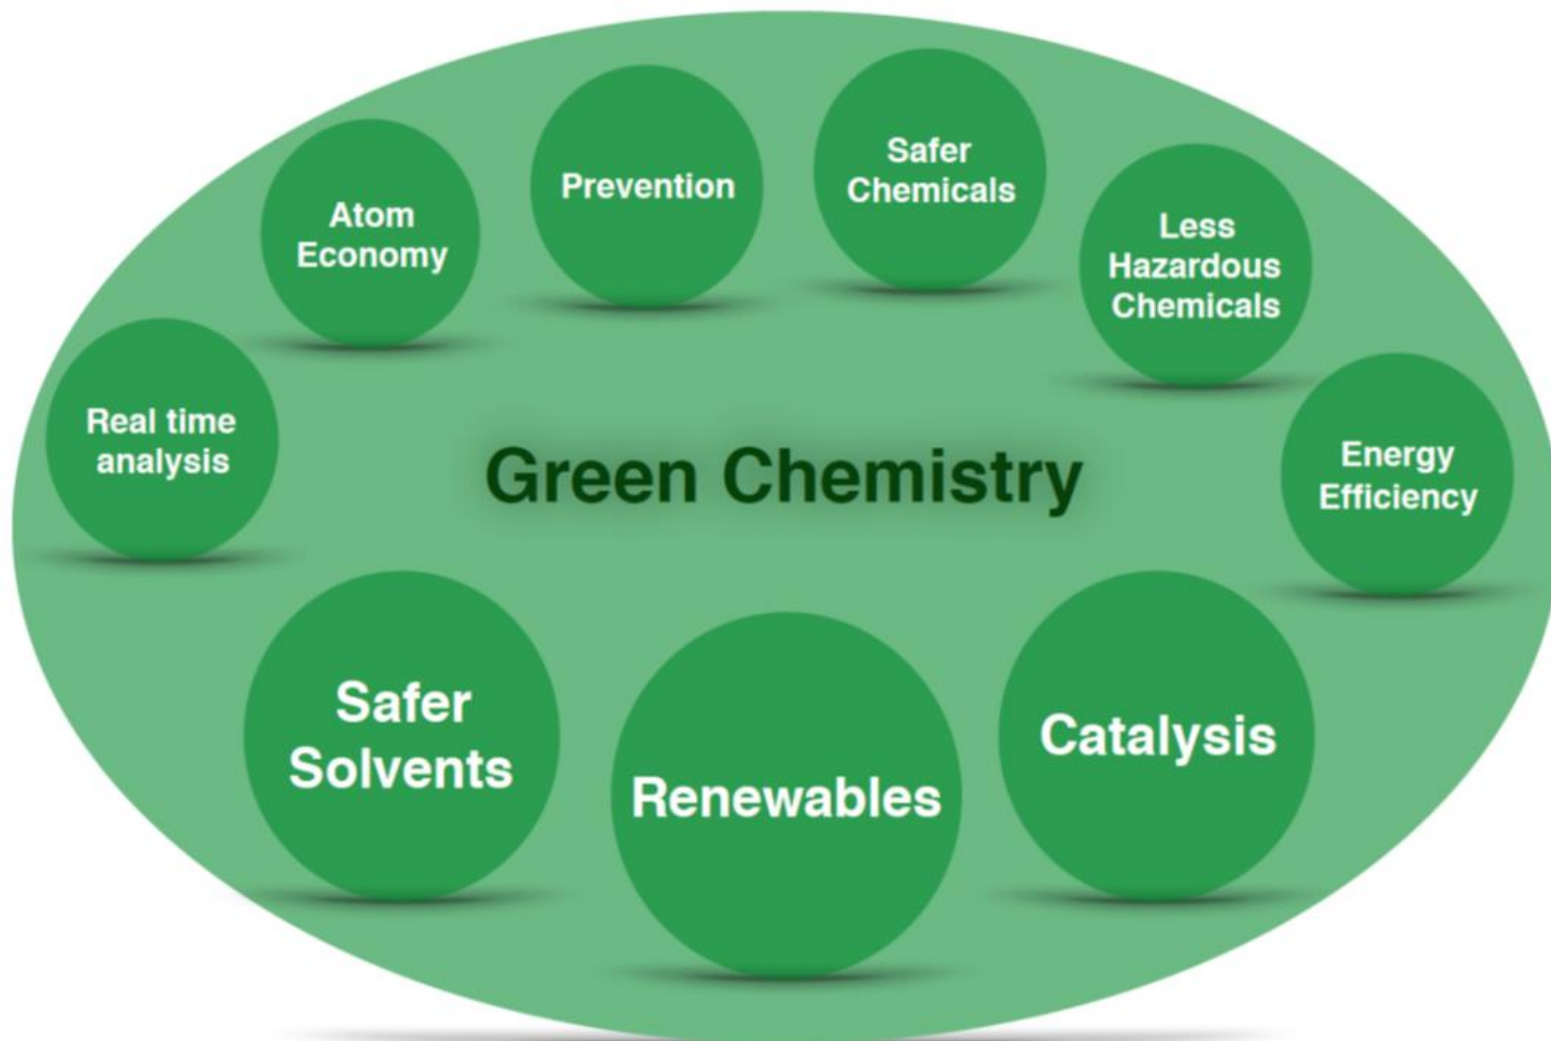 Safer
Chemicals
Prevention
Atom
Economy
Less
Hazardous
Chemicals
Real time
analysis
Green Chemistry
Energy
Efficiency
Safer
Solvents
Renewables
Catalysis